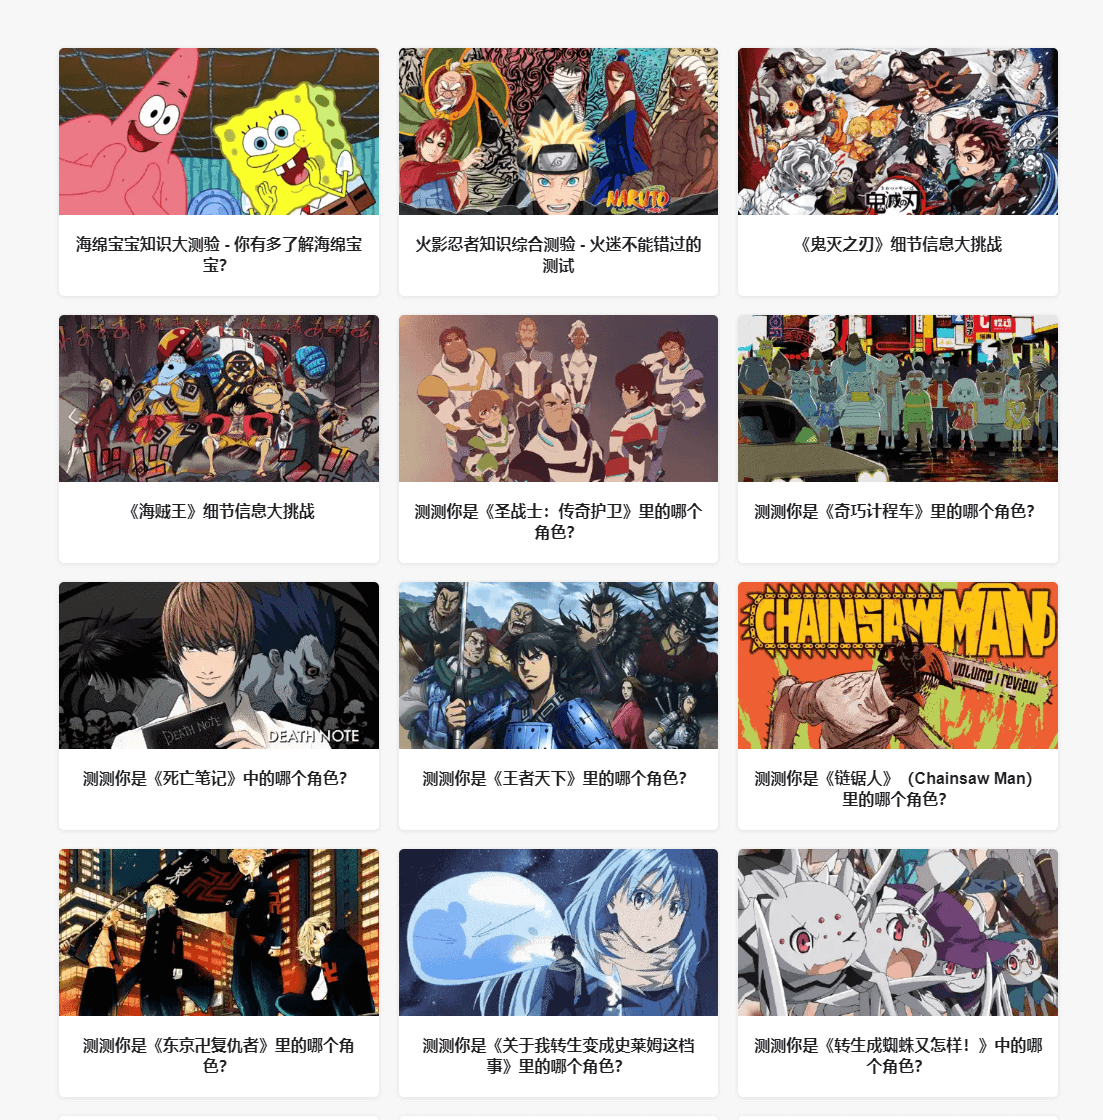 NARUTO
鬼滅の刃
海绵宝宝知识大测验 - 你有多了解海绵宝
宝？
火影忍者知识综合测验 - 火迷不能错过的
测试
《鬼灭之刃》细节信息大挑战
《海贼王》细节信息大挑战
测测你是《圣战士：传奇护卫》里的哪个
角色？
测测你是《奇巧计程车》里的哪个角色？
DEATH NOTE
DEATH NOTE
CHAINSAW MAN
VOLUME 1 REVIEW
测测你是《死亡笔记》中的哪个角色？
测测你是《王者天下》里的哪个角色？
测测你是《链锯人》（Chainsaw Man）
里的哪个角色？
测测你是《东京卍复仇者》里的哪个角
色？
测测你是《关于我转生变成史莱姆这档
事》里的哪个角色？
测测你是《转生成蜘蛛又怎样！》中的哪
个角色？